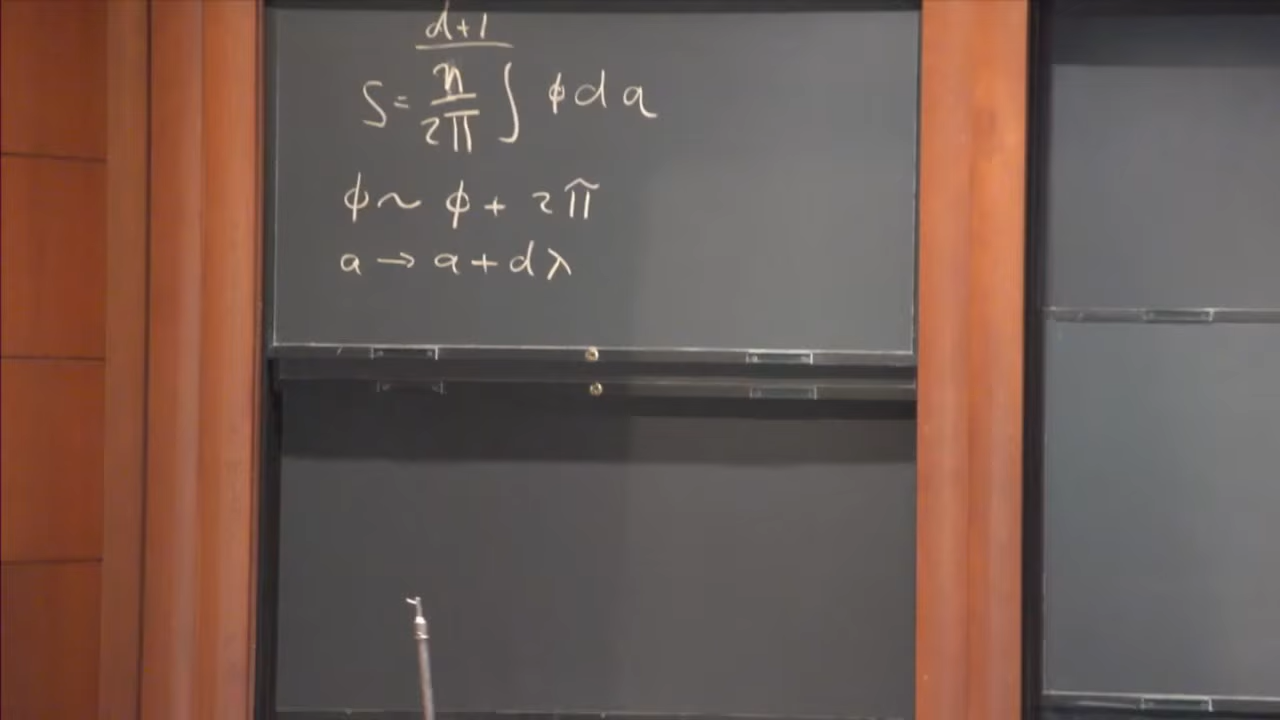 d+1
S = n/2π ∫ ϕ d a
ϕ ~ ϕ + 2π
a → a + dλ